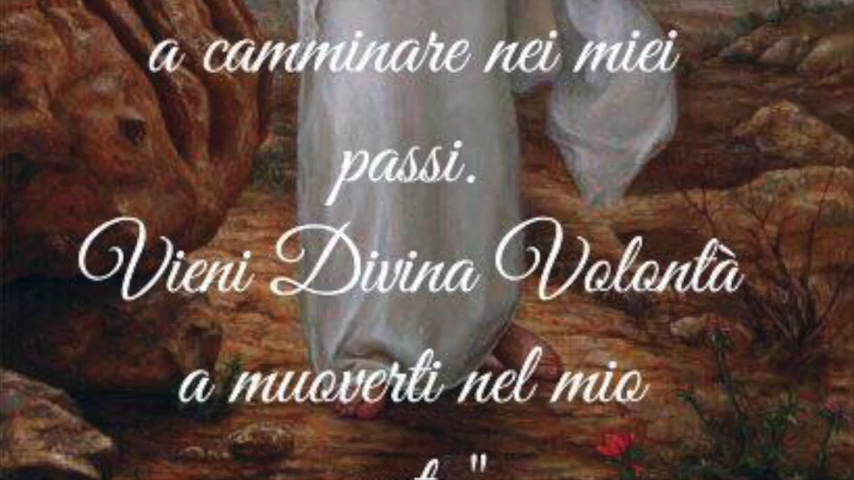 a camminare nei miei
passi.
Vieni Divina Volontà
a muoverti nel mio